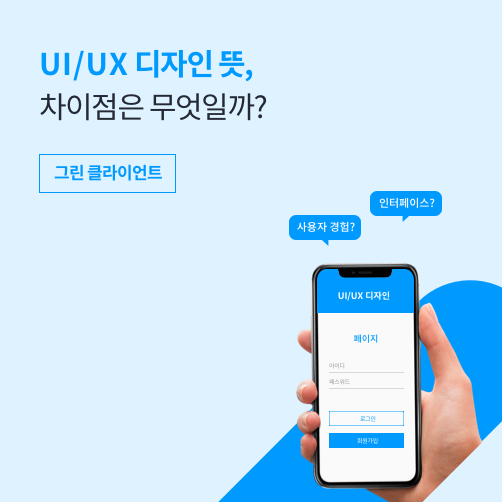 UI/UX 디자인 뜻,
차이점은 무엇일까?
그린 클라이언트
인터페이스?
사용자 경험?
UI/UX 디자인
페이지
아이디
패스워드
로그인
회원가입